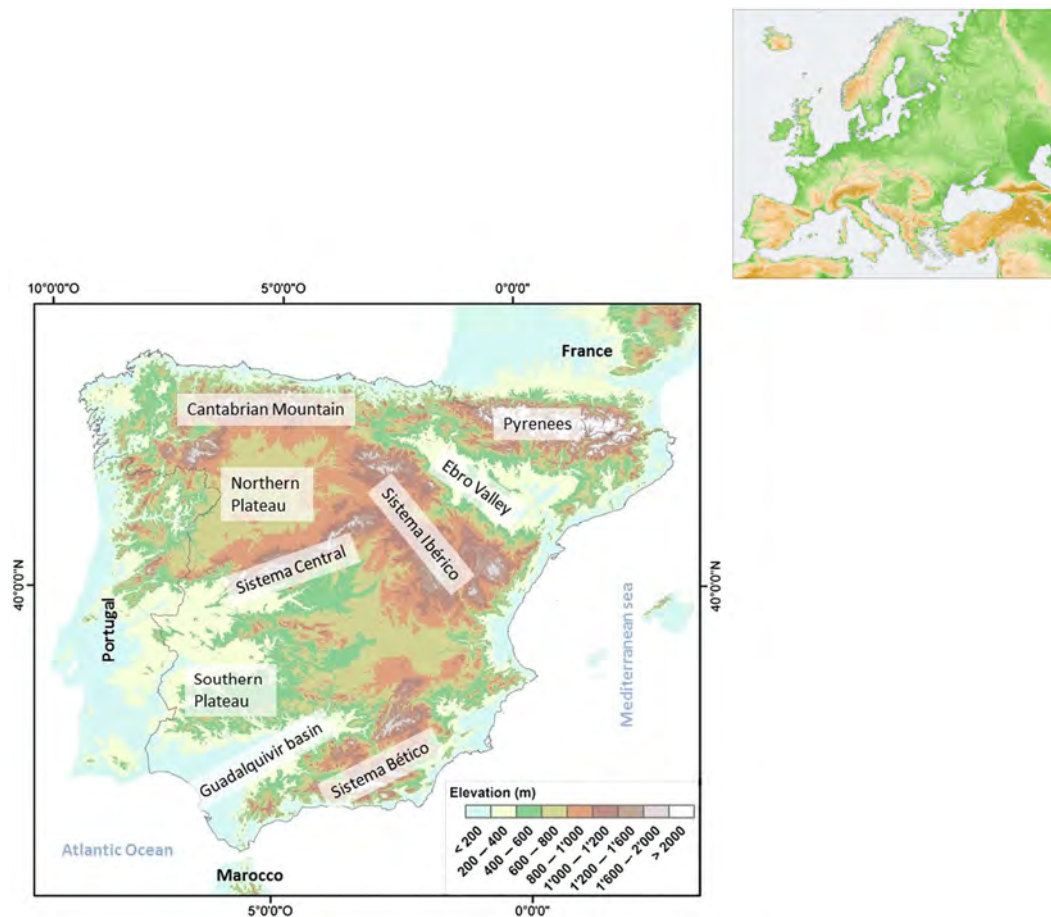 10°0'0"O
5°0'0"O
0°0'0"
France
Cantabrian Mountain
Pyrenees
Ebro Valley
Northern
Plateau
Sistema Ibérico
Sistema Central
40°0'0"N
40°0'0"N
Portugal
Mediterranean sea
Southern
Plateau
Guadalquivir basin
Sistema Bético
Elevation (m)
< 200
200 – 400
400 – 600
600 – 800
800 – 1'000
1'000 – 1'200
1'200 – 1'600
1'600 – 2'000
> 2000
Atlantic Ocean
Marocco
5°0'0"O
0°0'0"